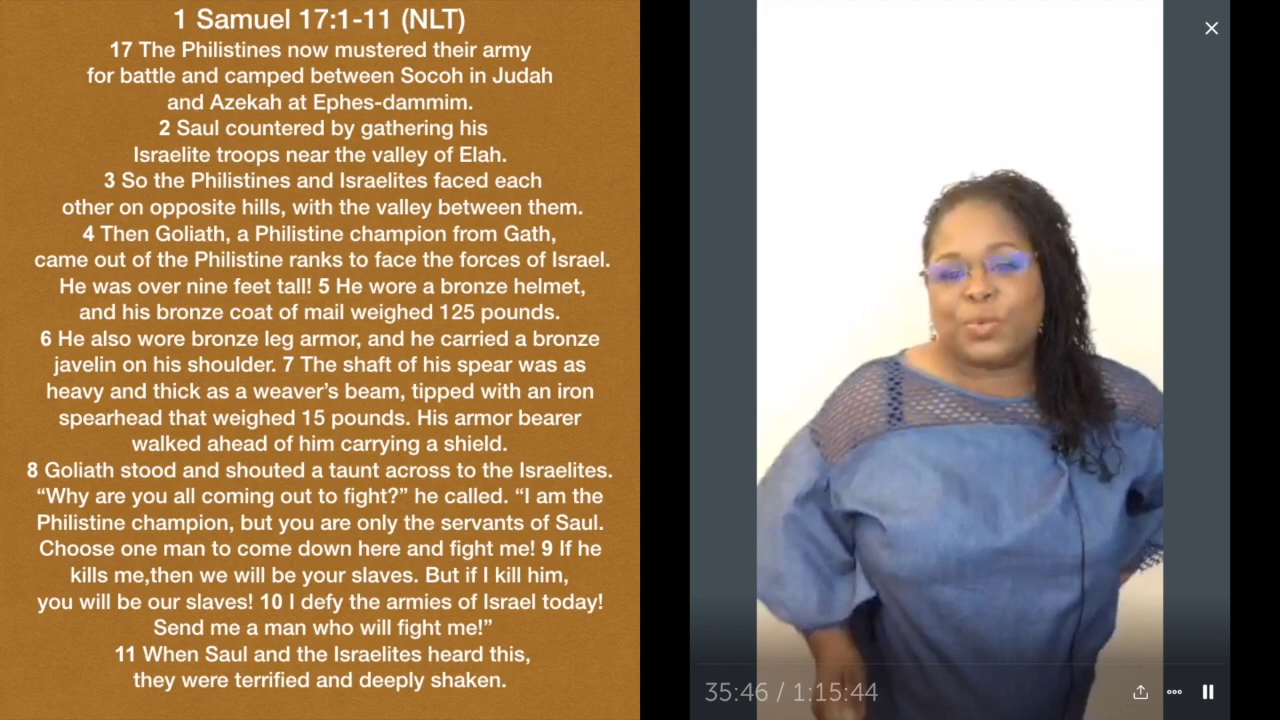 1 Samuel 17:1-11 (NLT)
17 The Philistines now mustered their army
for battle and camped between Socoh in Judah
and Azekah at Ephes-dammim.
2 Saul countered by gathering his
Israelite troops near the valley of Elah.
3 So the Philistines and Israelites faced each
other on opposite hills, with the valley between them.
4 Then Goliath, a Philistine champion from Gath,
came out of the Philistine ranks to face the forces of Israel.
He was over nine feet tall! 5 He wore a bronze helmet,
and his bronze coat of mail weighed 125 pounds.
6 He also wore bronze leg armor, and he carried a bronze
javelin on his shoulder. 7 The shaft of his spear was as
heavy and thick as a weaver’s beam, tipped with an iron
spearhead that weighed 15 pounds. His armor bearer
walked ahead of him carrying a shield.
8 Goliath stood and shouted a taunt across to the Israelites.
“Why are you all coming out to fight?” he called. “I am the
Philistine champion, but you are only the servants of Saul.
Choose one man to come down here and fight me! 9 If he
kills me,then we will be your slaves. But if I kill him,
you will be our slaves! 10 I defy the armies of Israel today!
Send me a man who will fight me!”
11 When Saul and the Israelites heard this,
they were terrified and deeply shaken.
35:46 / 1:15:44